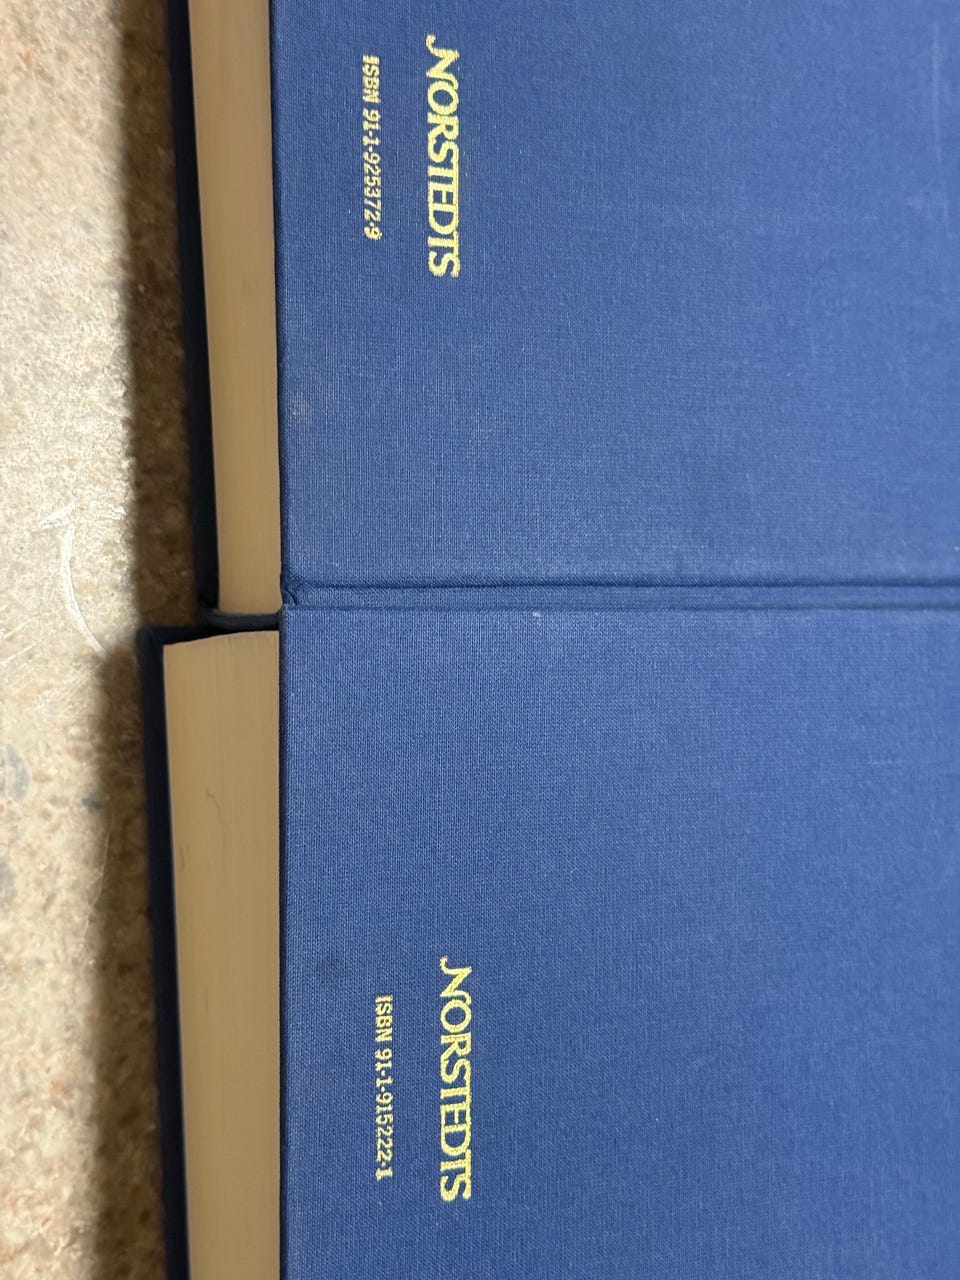 NORSTEDTS
ISBN 91-1-925372-9
NORSTEDTS
ISBN 91-1-915222-1